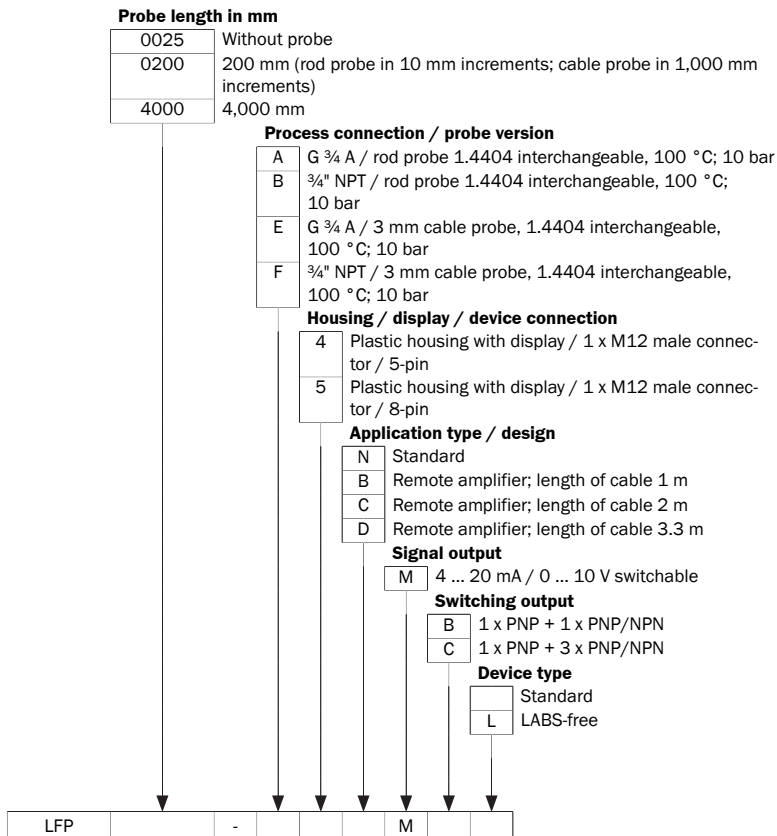 Probe length in mm
0025 Without probe
0200 200 mm (rod probe in 10 mm increments; cable probe in 1,000 mm
increments)
4000 4,000 mm
Process connection / probe version
A G ¾ A / rod probe 1.4404 interchangeable, 100 °C; 10 bar
B ¾" NPT / rod probe 1.4404 interchangeable, 100 °C;
10 bar
E G ¾ A / 3 mm cable probe, 1.4404 interchangeable,
100 °C; 10 bar
F ¾" NPT / 3 mm cable probe, 1.4404 interchangeable,
100 °C; 10 bar
Housing / display / device connection
4 Plastic housing with display / 1 x M12 male connec-
tor / 5-pin
5 Plastic housing with display / 1 x M12 male connec-
tor / 8-pin
Application type / design
N Standard
B Remote amplifier; length of cable 1 m
C Remote amplifier; length of cable 2 m
D Remote amplifier; length of cable 3.3 m
Signal output
M 4 ... 20 mA / 0 ... 10 V switchable
Switching output
B 1 x PNP + 1 x PNP/NPN
C 1 x PNP + 3 x PNP/NPN
Device type
Standard
L LABS-free
LFP - M